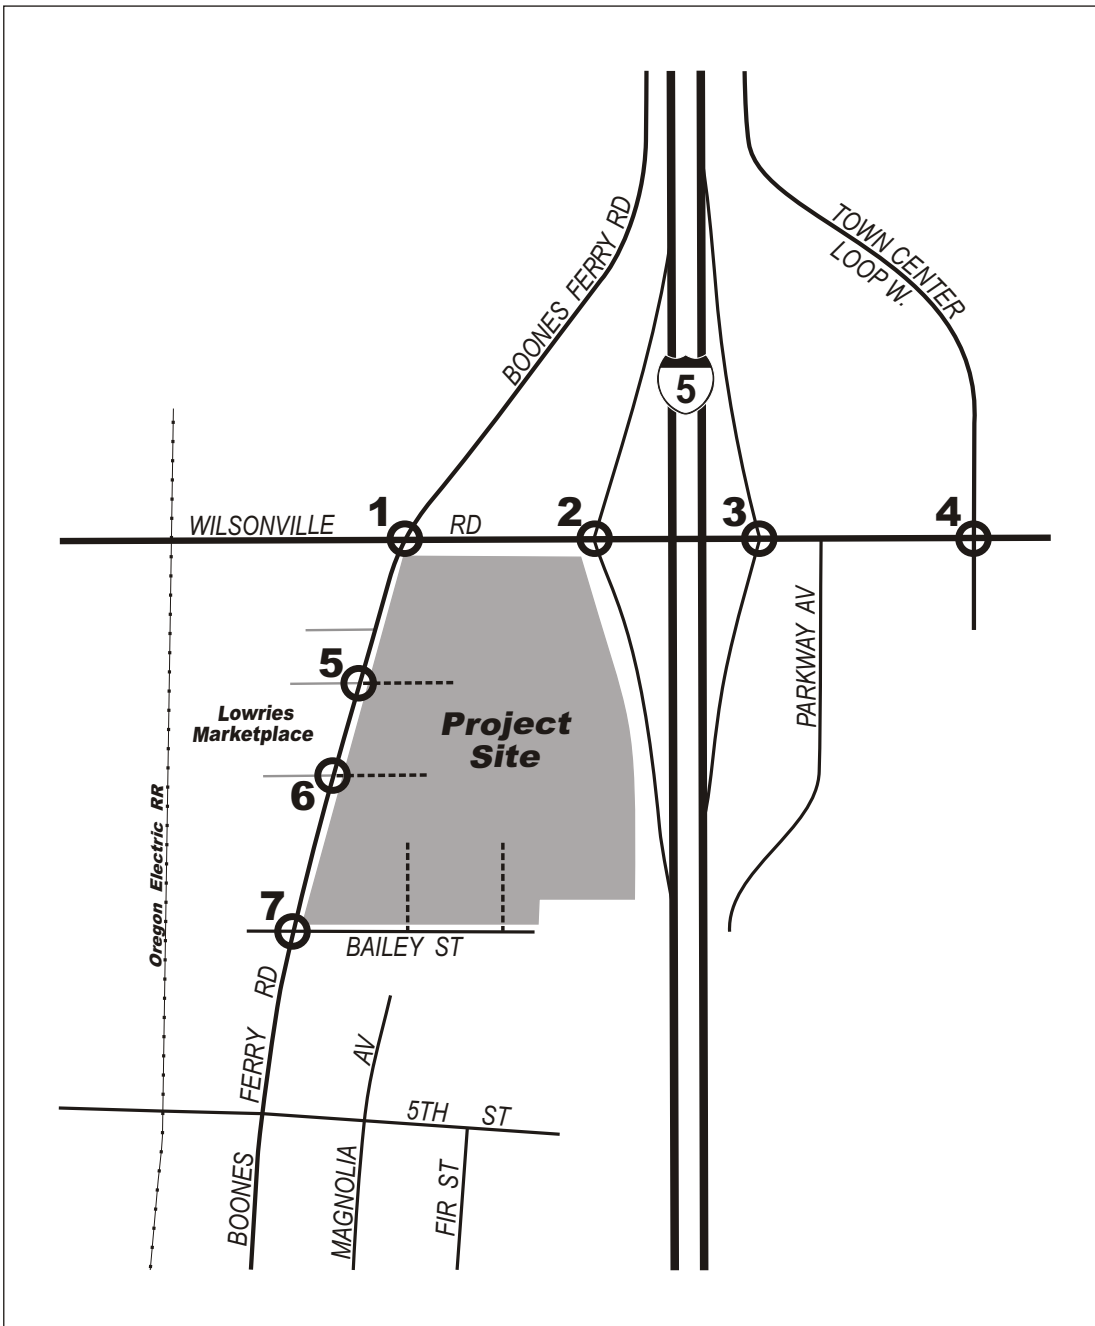 BOONES FERRY RD
TOWN CENTER
LOOP W.
5
WILSONVILLE RD
1
2
3
4
PARKWAY AV
5
Lowries
Marketplace
Project
Site
6
Oregon Electric RR
7
BAILEY ST
BOONES FERRY RD
MAGNOLIA AV
5TH ST
FIR ST